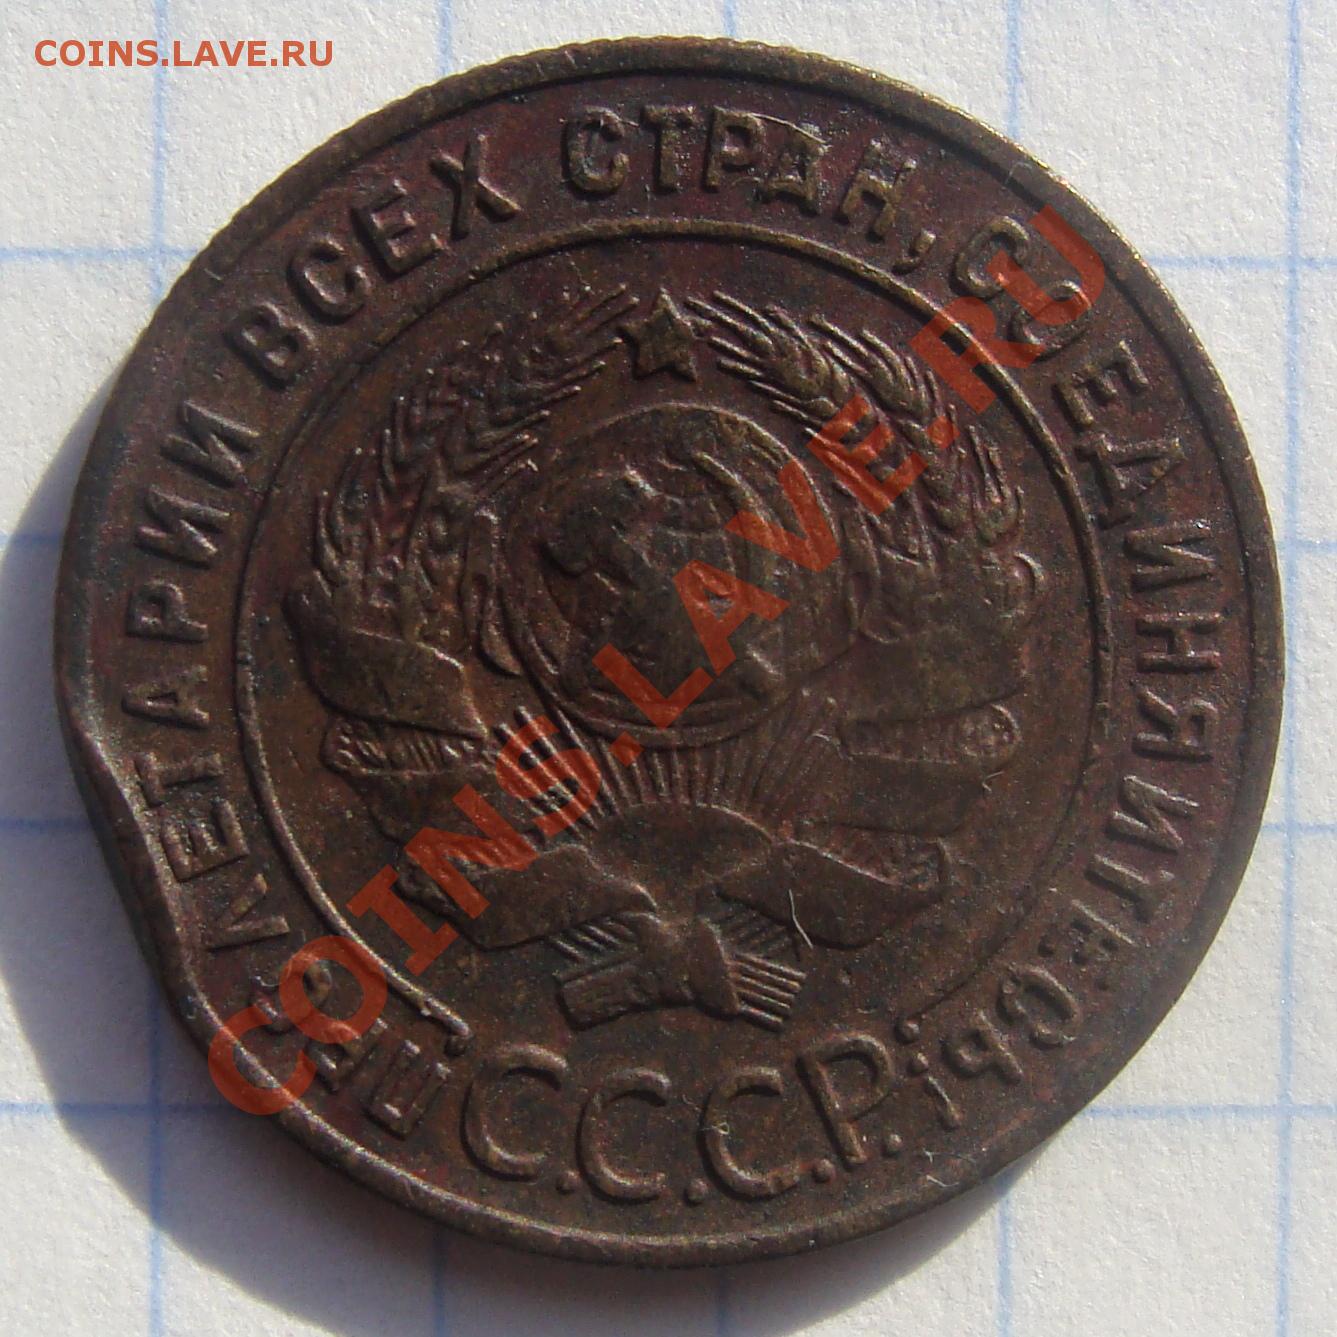 COINS.LAVE.RU
ПРОЛЕТАРИИ ВСЕХ СТРАН, СОЕДИНЯЙТЕСЬ!
С.С.С.Р.
COINS.LAVE.RU